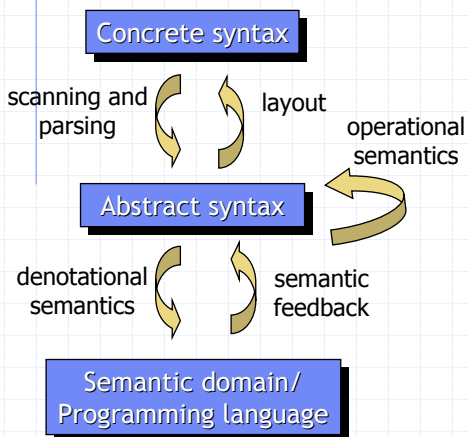 Concrete syntax
scanning and
parsing
layout
operational
semantics
Abstract syntax
denotational
semantics
semantic
feedback
Semantic domain/
Programming language